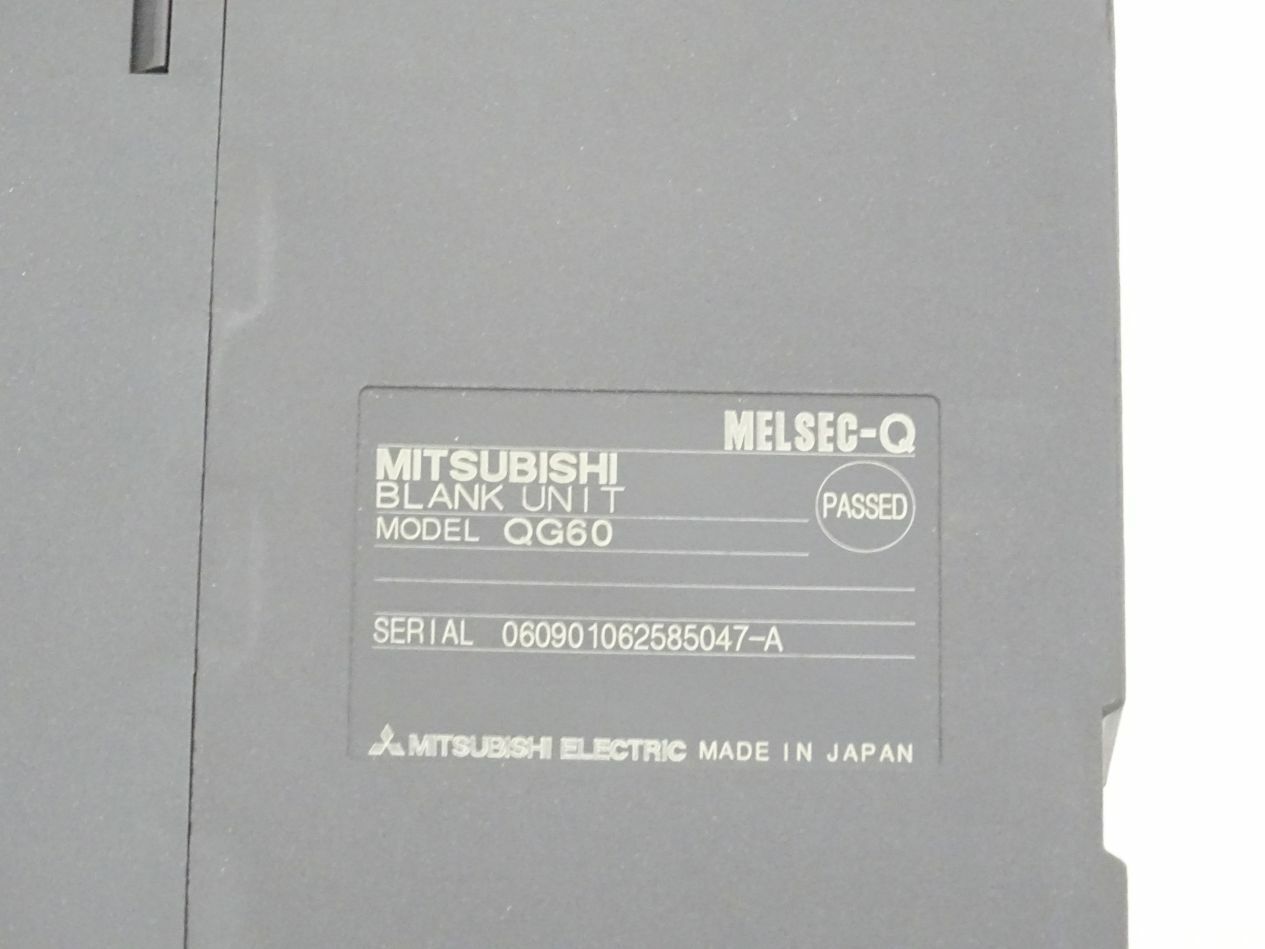 MELSEC-Q
MITSUBISHI
BLANK UNIT
PASSED
MODEL QG60
SERIAL 060901062585047-A
MITSUBISHI ELECTRIC MADE IN JAPAN